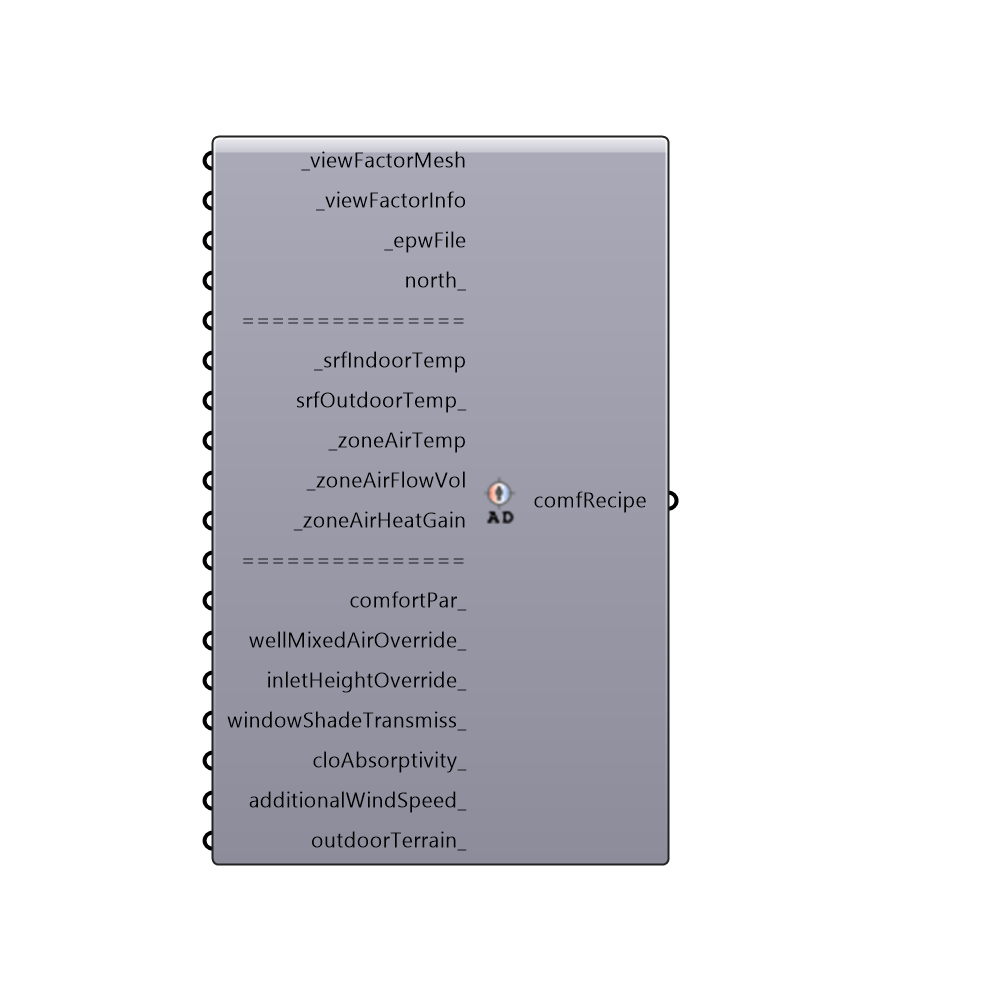 _viewFactorMesh
_viewFactorInfo
_epwFile
north_
===============
_srfIndoorTemp
srfOutdoorTemp_
_zoneAirTemp
_zoneAirFlowVol
_zoneAirHeatGain
===============
comfortPar_
wellMixedAirOverride_
inletHeightOverride_
windowShadeTransmiss_
cloAbsorptivity_
additionalWindSpeed_
outdoorTerrain_
AD
comfRecipe